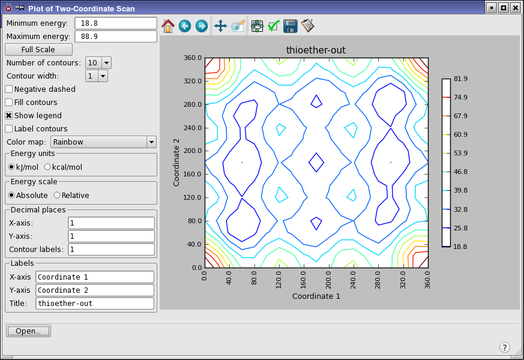 Plot of Two-Coordinate Scan
Minimum energy: 18.8
Maximum energy: 88.9
Full Scale
Number of contours: 10
Contour width: 1
Negative dashed
Fill contours
Show legend
Label contours
Color map: Rainbow
Energy units
kJ/mol kcal/mol
Energy scale
Absolute Relative
Decimal places
X-axis: 1
Y-axis: 1
Contour labels: 1
Labels
X-axis Coordinate 1
Y-axis Coordinate 2
Title: thioether-out
Open...
thioether-out
360.0
320.0
280.0
240.0
200.0
160.0
120.0
80.0
40.0
0.0
Coordinate 2
0.0 40.0 80.0 120.0 160.0 200.0 240.0 280.0 320.0 360.0
Coordinate 1
81.9
74.9
67.9
60.9
53.9
46.8
39.8
32.8
25.8
18.8
?